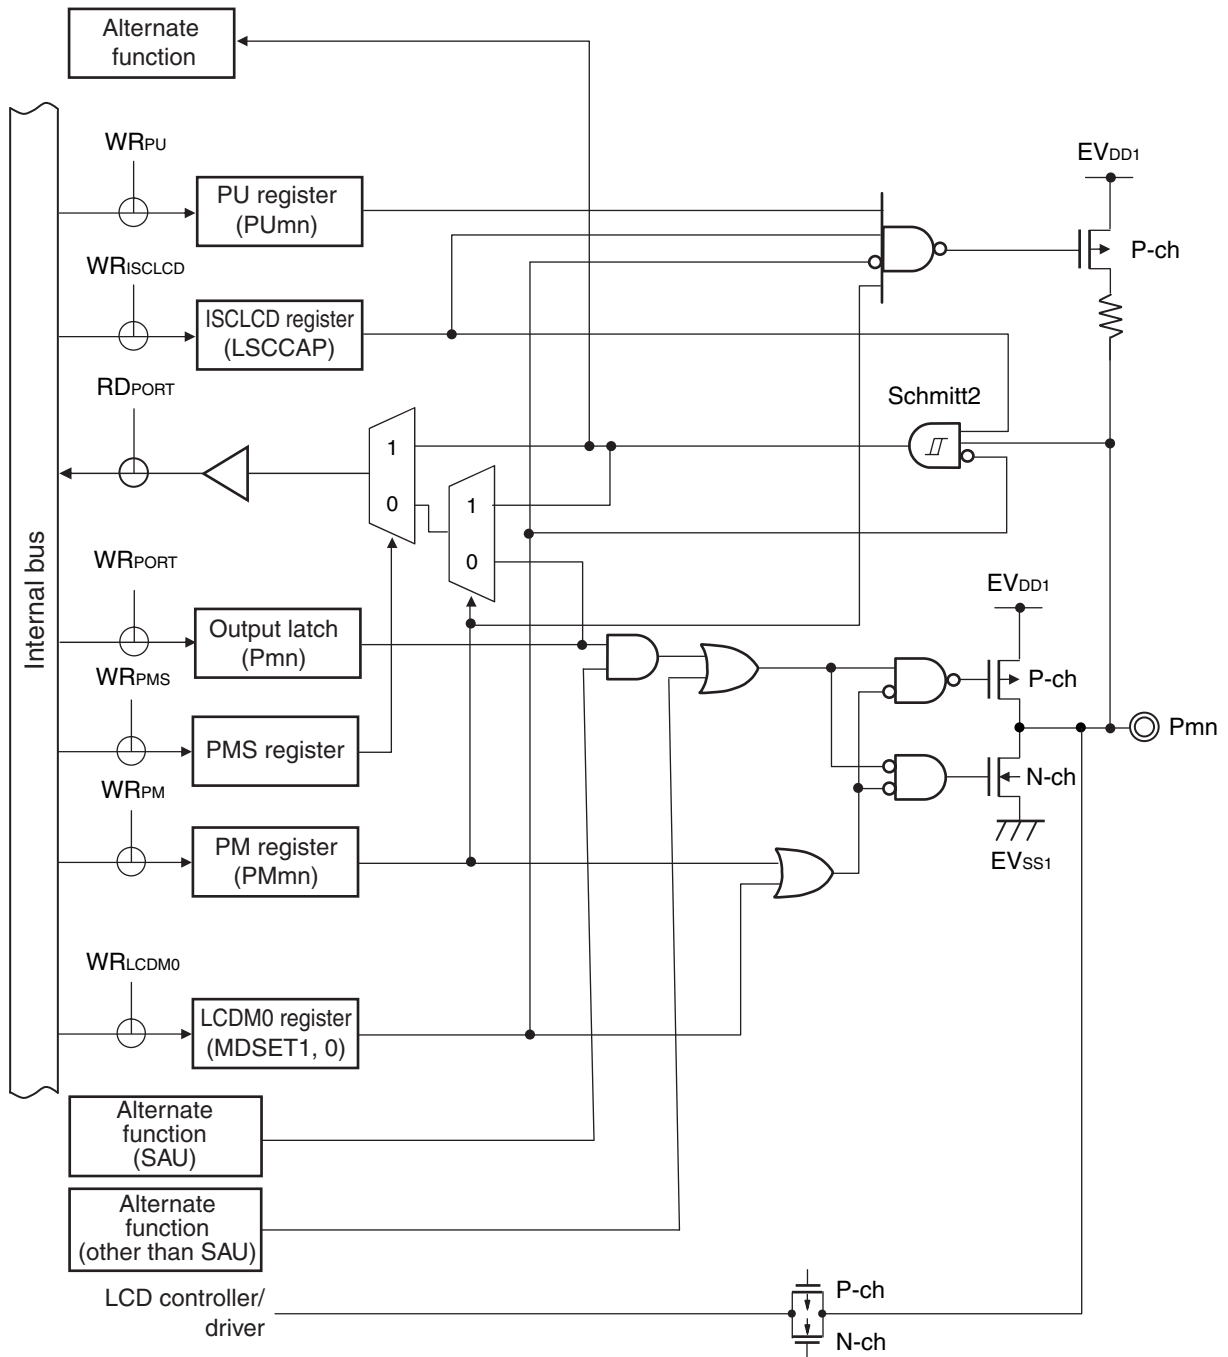 Alternate
function
WRPU
EVDD1
PU register
(PUmn)
P-ch
WRISCLCD
ISCLCD register
(LSCCAP)
RDPORT
Schmitt2
1
0
1
0
Internal bus
WRPORT
EVDD1
Output latch
(Pmn)
P-ch
WRPMS
Pmn
PMS register
N-ch
WRPM
PM register
(PMmn)
EVSS1
WRLCDM0
LCDM0 register
(MDSET1, 0)
Alternate
function
(SAU)
Alternate
function
(other than SAU)
LCD controller/
driver
P-ch
N-ch